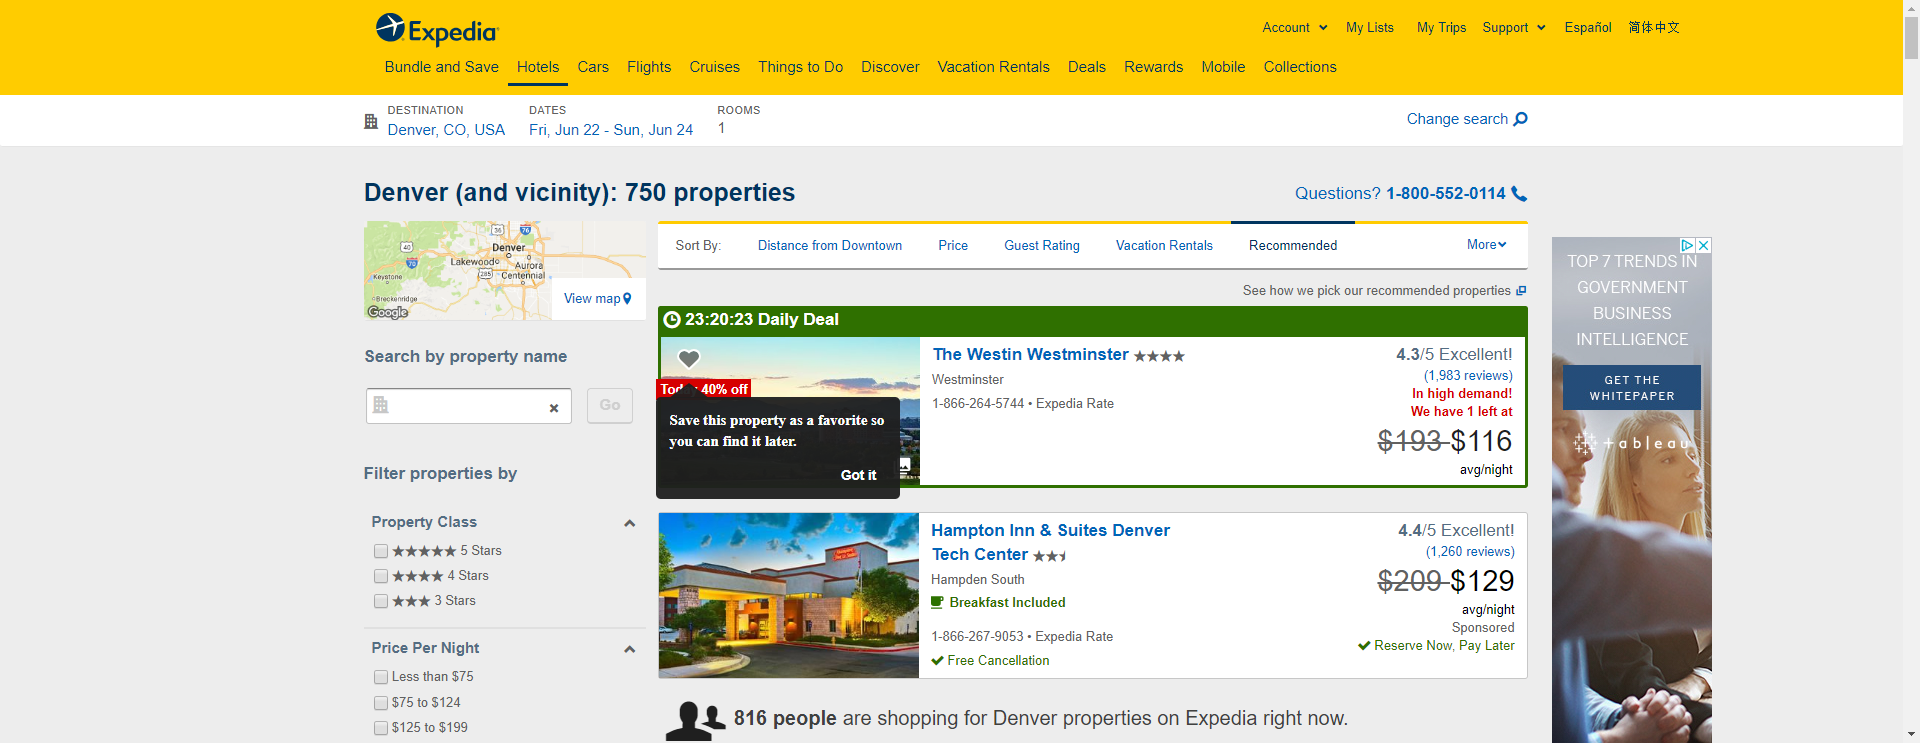 Expedia
Account
My Lists
My Trips
Support
Español
简体中文
Bundle and Save
Hotels
Cars
Flights
Cruises
Things to Do
Discover
Vacation Rentals
Deals
Rewards
Mobile
Collections
DESTINATION
Denver, CO, USA
DATES
Fri, Jun 22 - Sun, Jun 24
ROOMS
1
Change search
Denver (and vicinity): 750 properties
Questions? 1-800-552-0114
36
76
40
Denver
Lakewood
Aurora
70
285
Centennial
Keystone
Breckenridge
Google
View map
Search by property name
Go
Filter properties by
Property Class
5 Stars
4 Stars
3 Stars
Price Per Night
Less than $75
$75 to $124
$125 to $199
Sort By:
Distance from Downtown
Price
Guest Rating
Vacation Rentals
Recommended
More
See how we pick our recommended properties
23:20:23 Daily Deal
40% off
Save this property as a favorite so
you can find it later.
Got it
The Westin Westminster
Westminster
1-866-264-5744 • Expedia Rate
4.3/5 Excellent!
(1,983 reviews)
In high demand!
We have 1 left at
$193 $116
avg/night
Hampton Inn & Suites Denver
Tech Center
Hampden South
Breakfast Included
1-866-267-9053 • Expedia Rate
Free Cancellation
4.4/5 Excellent!
(1,260 reviews)
$209 $129
avg/night
Sponsored
Reserve Now, Pay Later
816 people are shopping for Denver properties on Expedia right now.
TOP 7 TRENDS IN
GOVERNMENT
BUSINESS
INTELLIGENCE
GET THE
WHITEPAPER
tableau